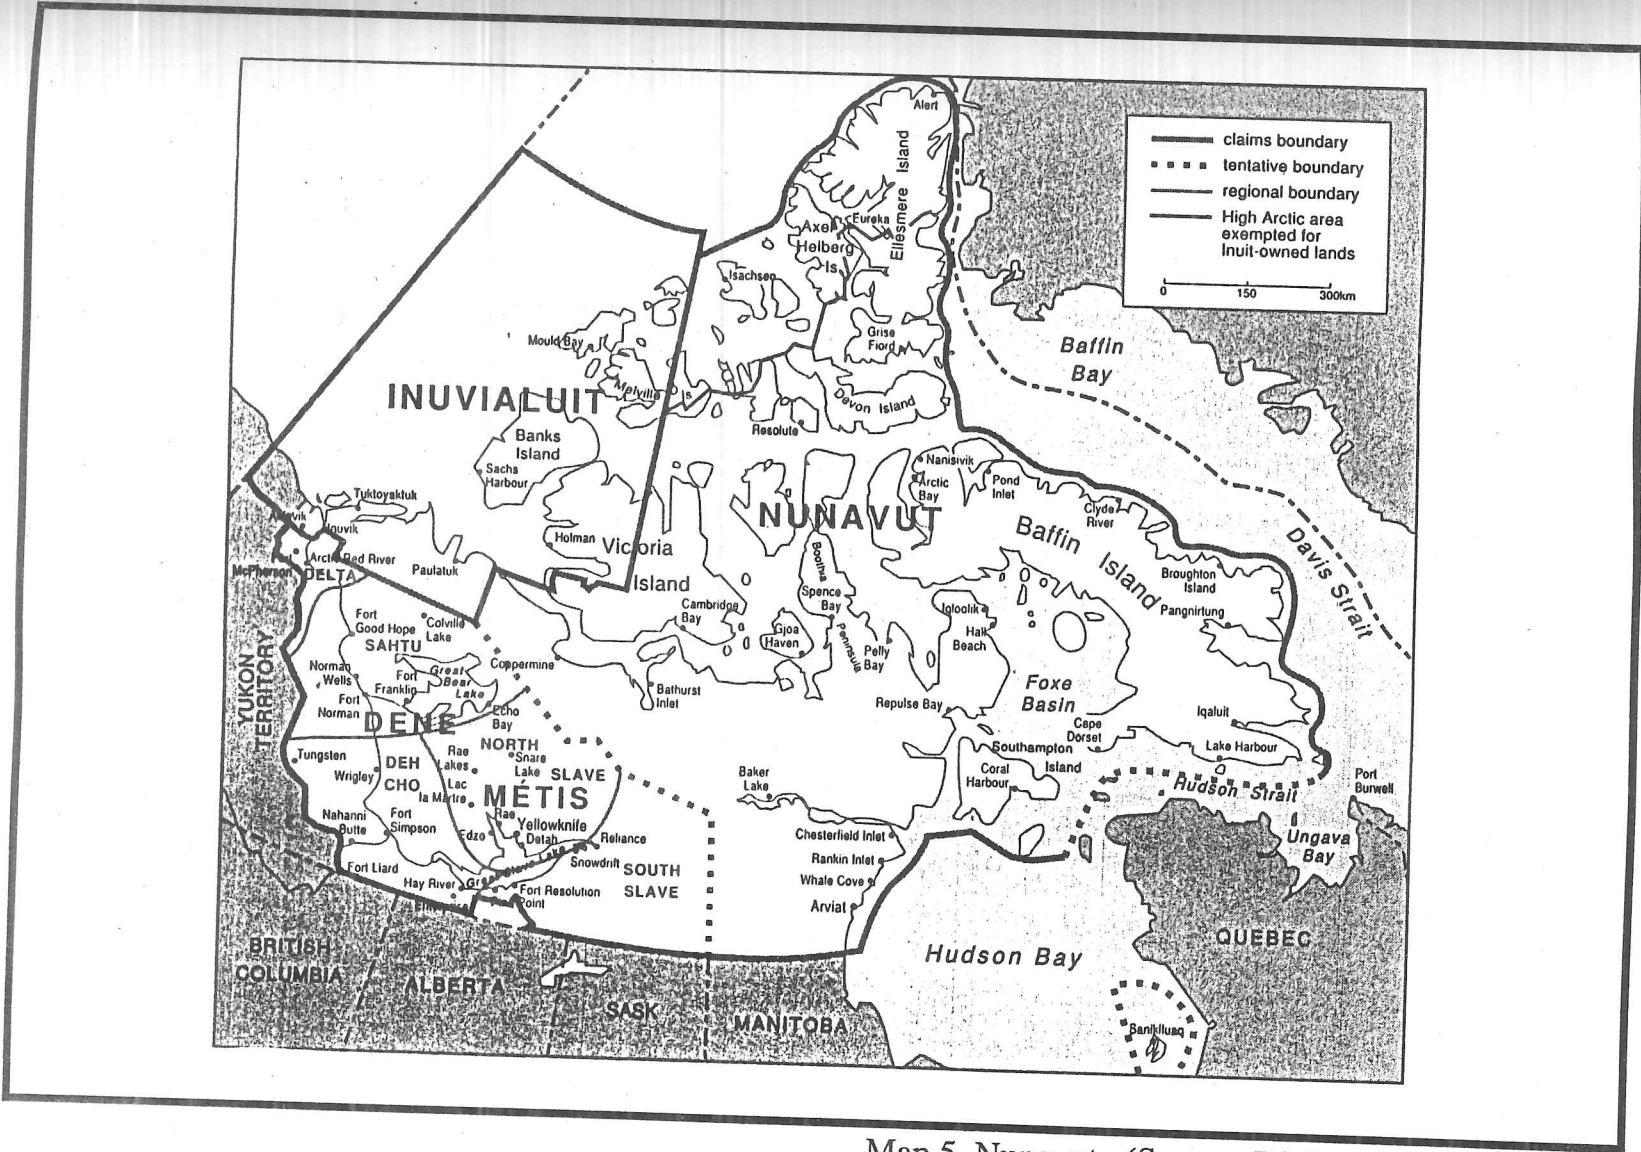 claims boundary
tentative boundary
regional boundary
High Arctic area
exempted for
Inuit-owned lands
0 150 300km
Alert
Ellesmere Island
Eureka
Axel
Heiberg
Is.
Isachsen
Mould Bay
Melville Is
Grise
Fiord
Devon Island
Resolute
Baffin
Bay
INUVIALUIT
Banks
Island
Sachs
Harbour
Nanisivik
Arctic
Bay
Pond
Inlet
Clyde
River
NUNAVUT
Baffin Island
Davis Strait
Broughton
Island
Pangnirtung
Tuktoyaktuk
Inuvik
Arctic Red River
McPherson
DELTA
Paulatuk
Holman
Victoria
Island
Cambridge
Bay
Boothia
Peninsula
Spence
Bay
Gjoa
Haven
Pelly
Bay
Igloolik
Hall
Beach
Fort
Good Hope
Colville
Lake
SAHTU
Norman
Wells
Fort
Franklin
Great
Bear
Lake
Coppermine
Bathurst
Inlet
Repulse Bay
Foxe
Basin
Cape
Dorset
Iqaluit
Lake Harbour
Fort
Norman
DENE
Echo
Bay
YUKON
TERRITORY
Tungsten
Wrigley
DEH
CHO
Rae
Lakes
NORTH
Snare
Lake
SLAVE
Lac
la Martre
MÉTIS
Baker
Lake
Southampton
Island
Coral
Harbour
Hudson Strait
Port
Burwell
Ungava
Bay
Nahanni
Butte
Fort
Simpson
Rae
Edzo
Yellowknife
Detah
Reliance
Snowdrift
SOUTH
SLAVE
Fort Liard
Hay River
Fort Resolution
Point
Chesterfield Inlet
Rankin Inlet
Whale Cove
Arviat
Hudson Bay
QUEBEC
Sanikiluaq
BRITISH
COLUMBIA
ALBERTA
SASK
MANITOBA